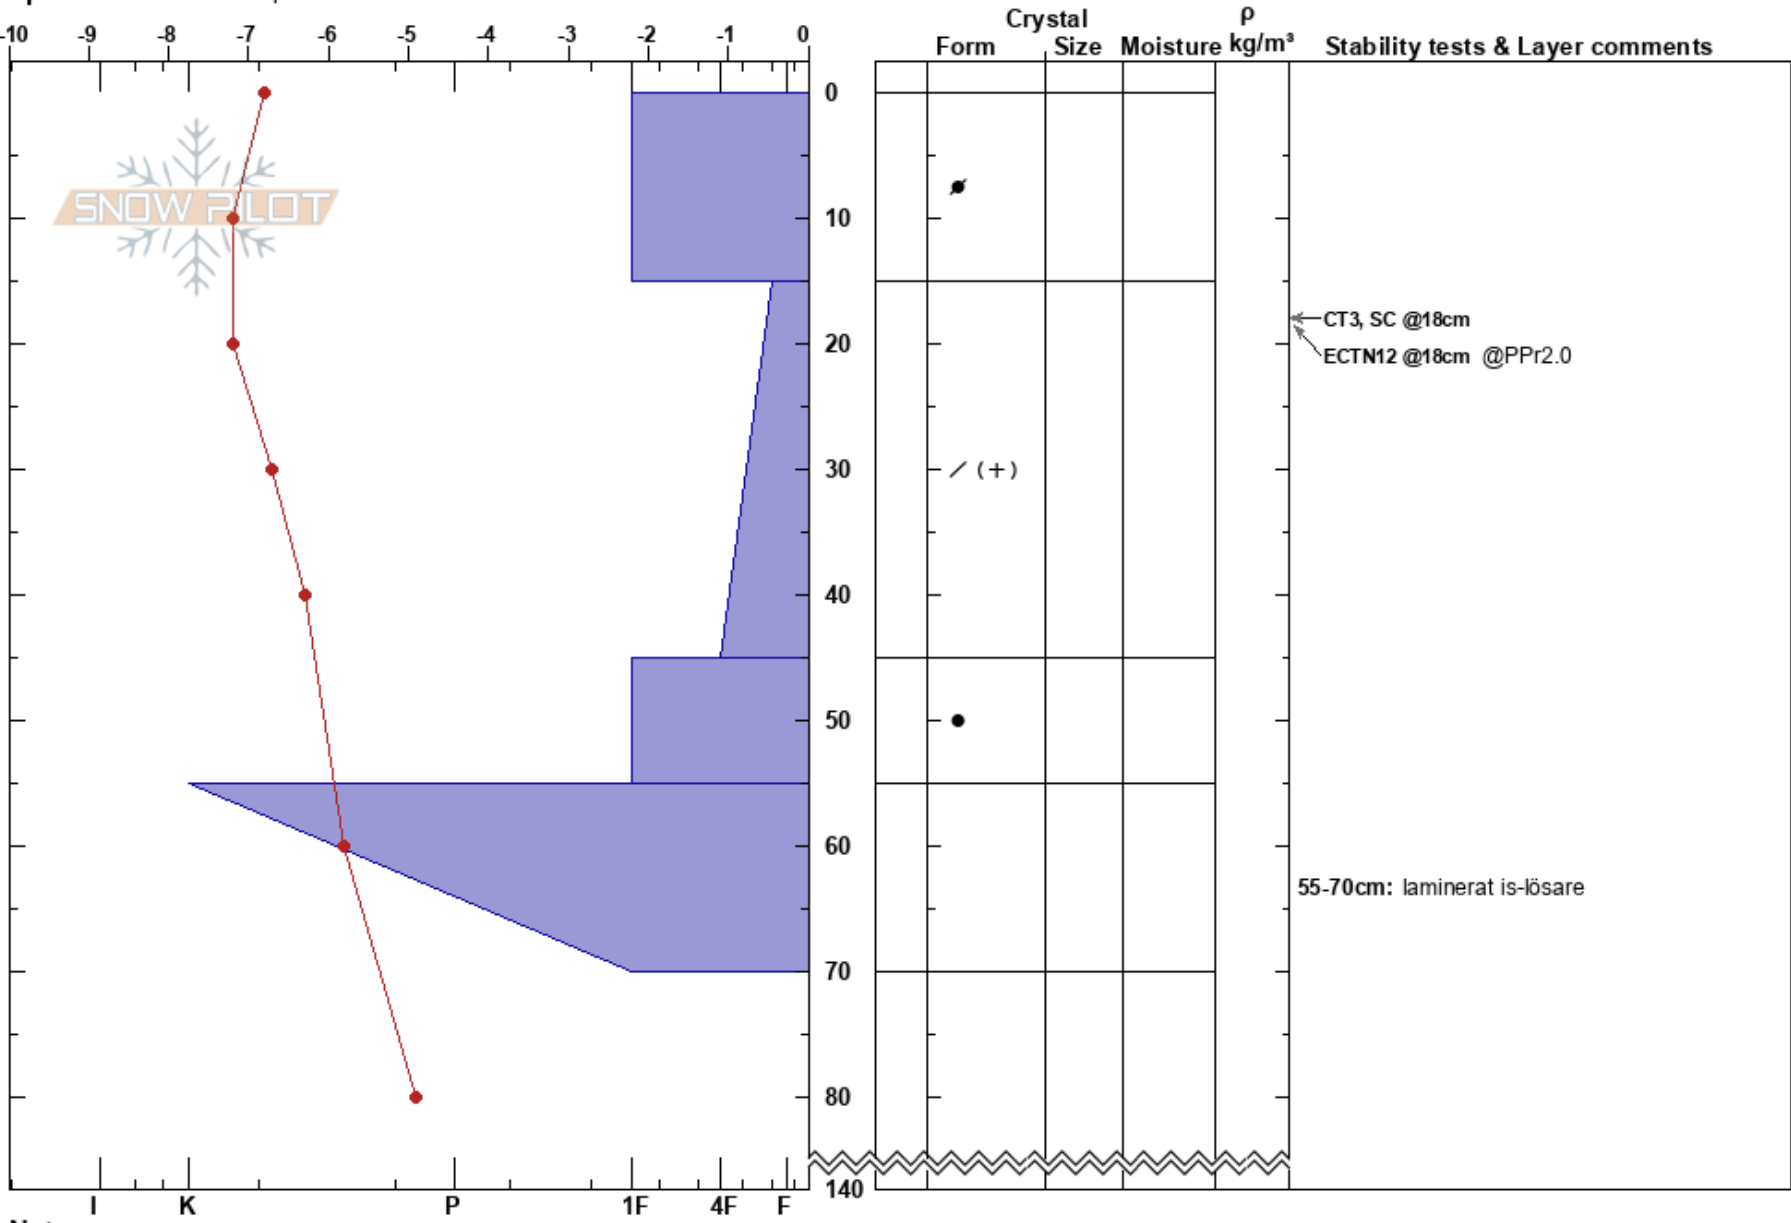 Crystal ρ
-10 -9 -8 -7 -6 -5 -4 -3 -2 -1 0
Form Size Moisture kg/m³ Stability tests & Layer comments
0
SNOW PILOT
10
CT3, SC @18cm
20
ECTN12 @18cm @PPr2.0
30
(+)
40
50
60
55-70cm: laminerat is-lösare
70
80
140
I K P 1F 4F F